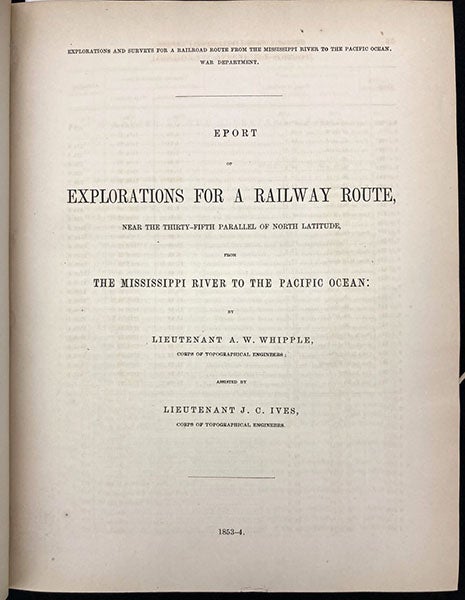 EXPLORATIONS AND SURVEYS FOR A RAILROAD ROUTE FROM THE MISSISSIPPI RIVER TO THE PACIFIC OCEAN.
WAR DEPARTMENT.
EPORT
OF
EXPLORATIONS FOR A RAILWAY ROUTE,
NEAR THE THIRTY-FIFTH PARALLEL OF NORTH LATITUDE,
FROM
THE MISSISSIPPI RIVER TO THE PACIFIC OCEAN:
BY
LIEUTENANT A. W. WHIPPLE,
CORPS OF TOPOGRAPHICAL ENGINEERS;
ASSISTED BY
LIEUTENANT J. C. IVES,
CORPS OF TOPOGRAPHICAL ENGINEERS.
1853-4.